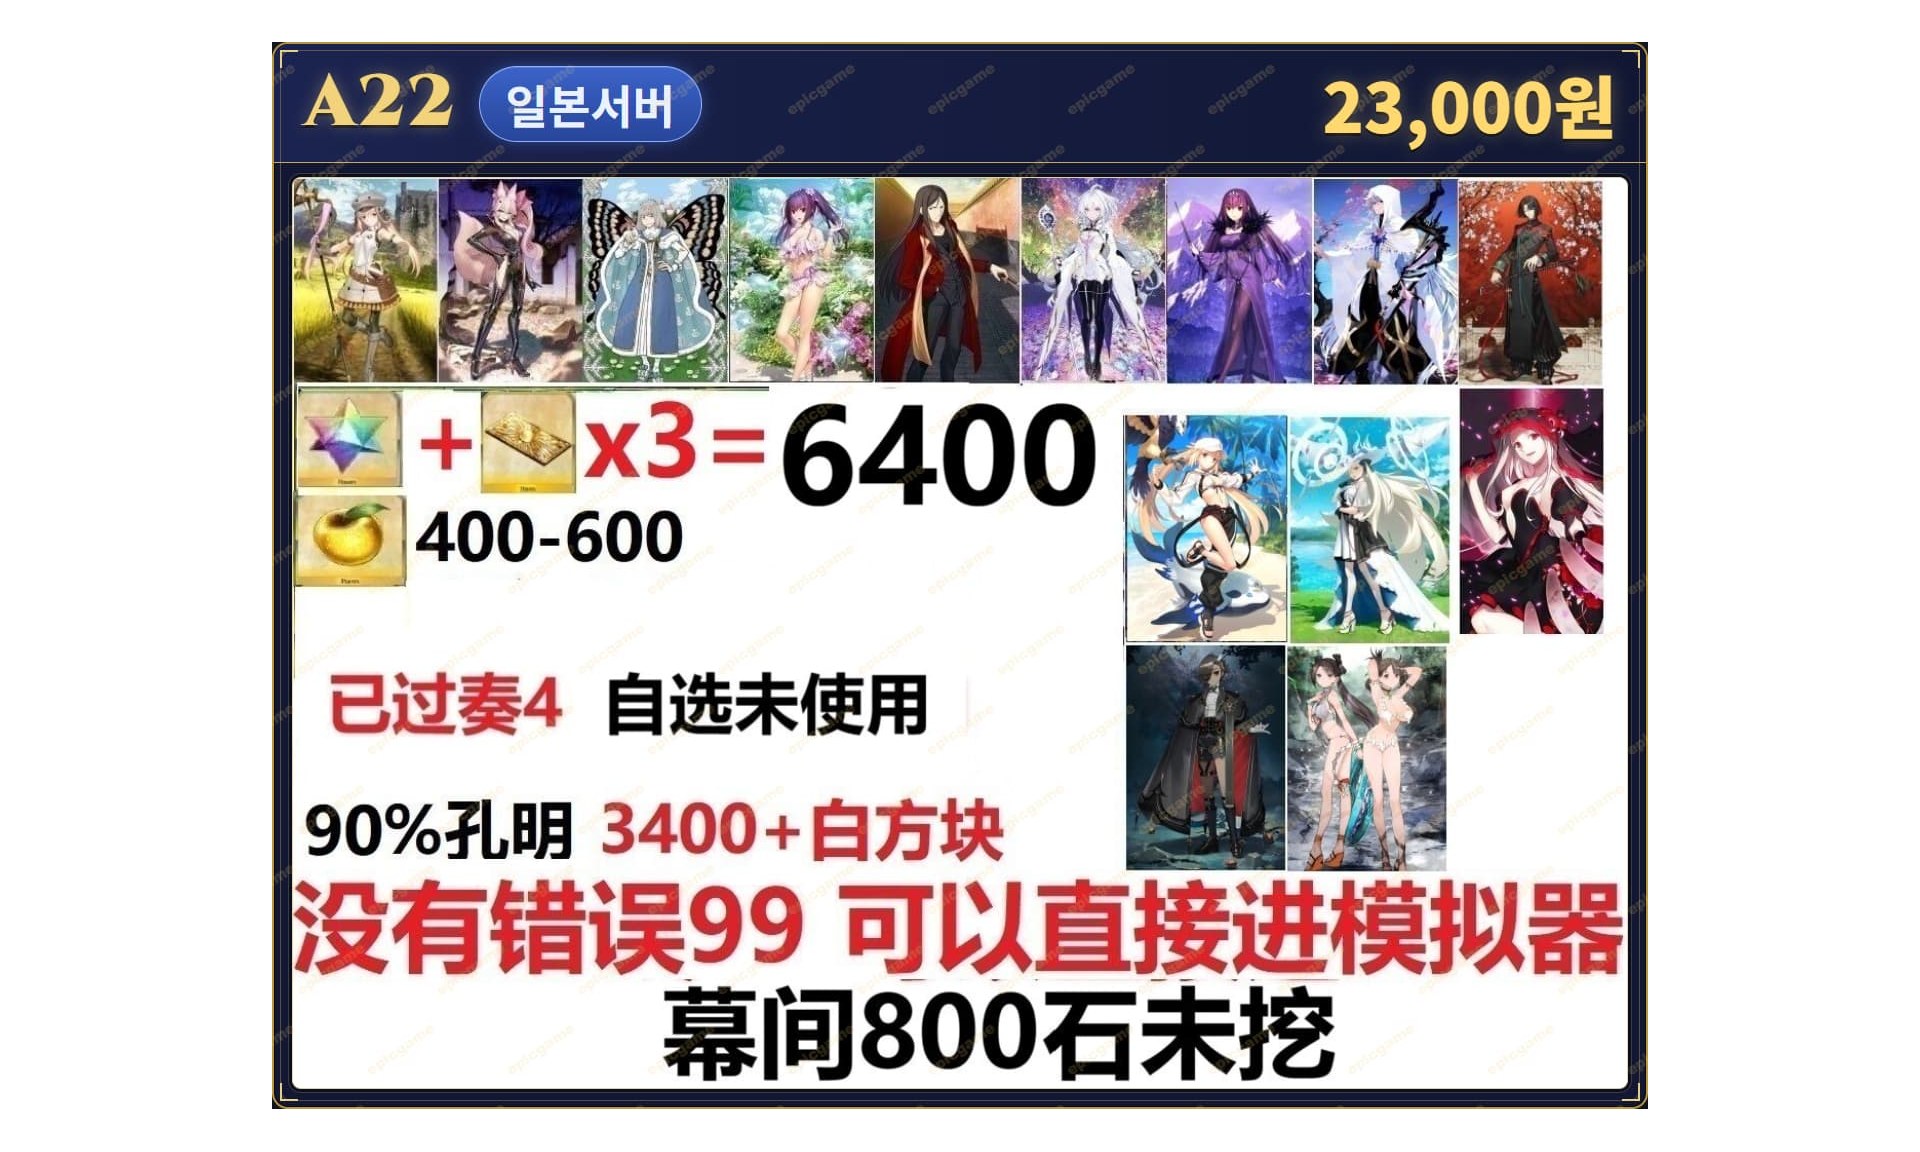 A22 일본서버 23,000원
+ x3= 6400
400-600
已过奏4 自选未使用
90%孔明 3400+白方块
没有错误99 可以直接进模拟器
幕间800石未挖
epicgame